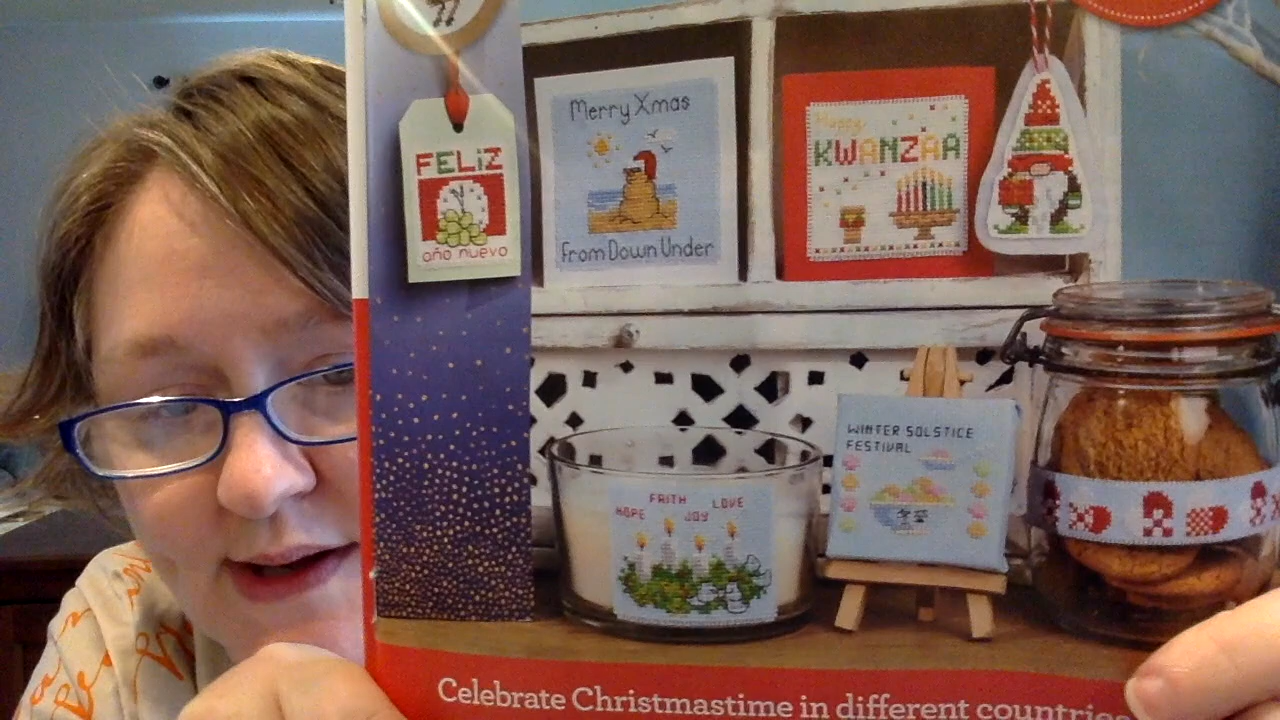 FELIZ
año nuevo
Merry Xmas
From Down Under
Happy
KWANZAA
WINTER SOLSTICE
FESTIVAL
FAITH LOVE
HOPE JOY
Celebrate Christmastime in different countries